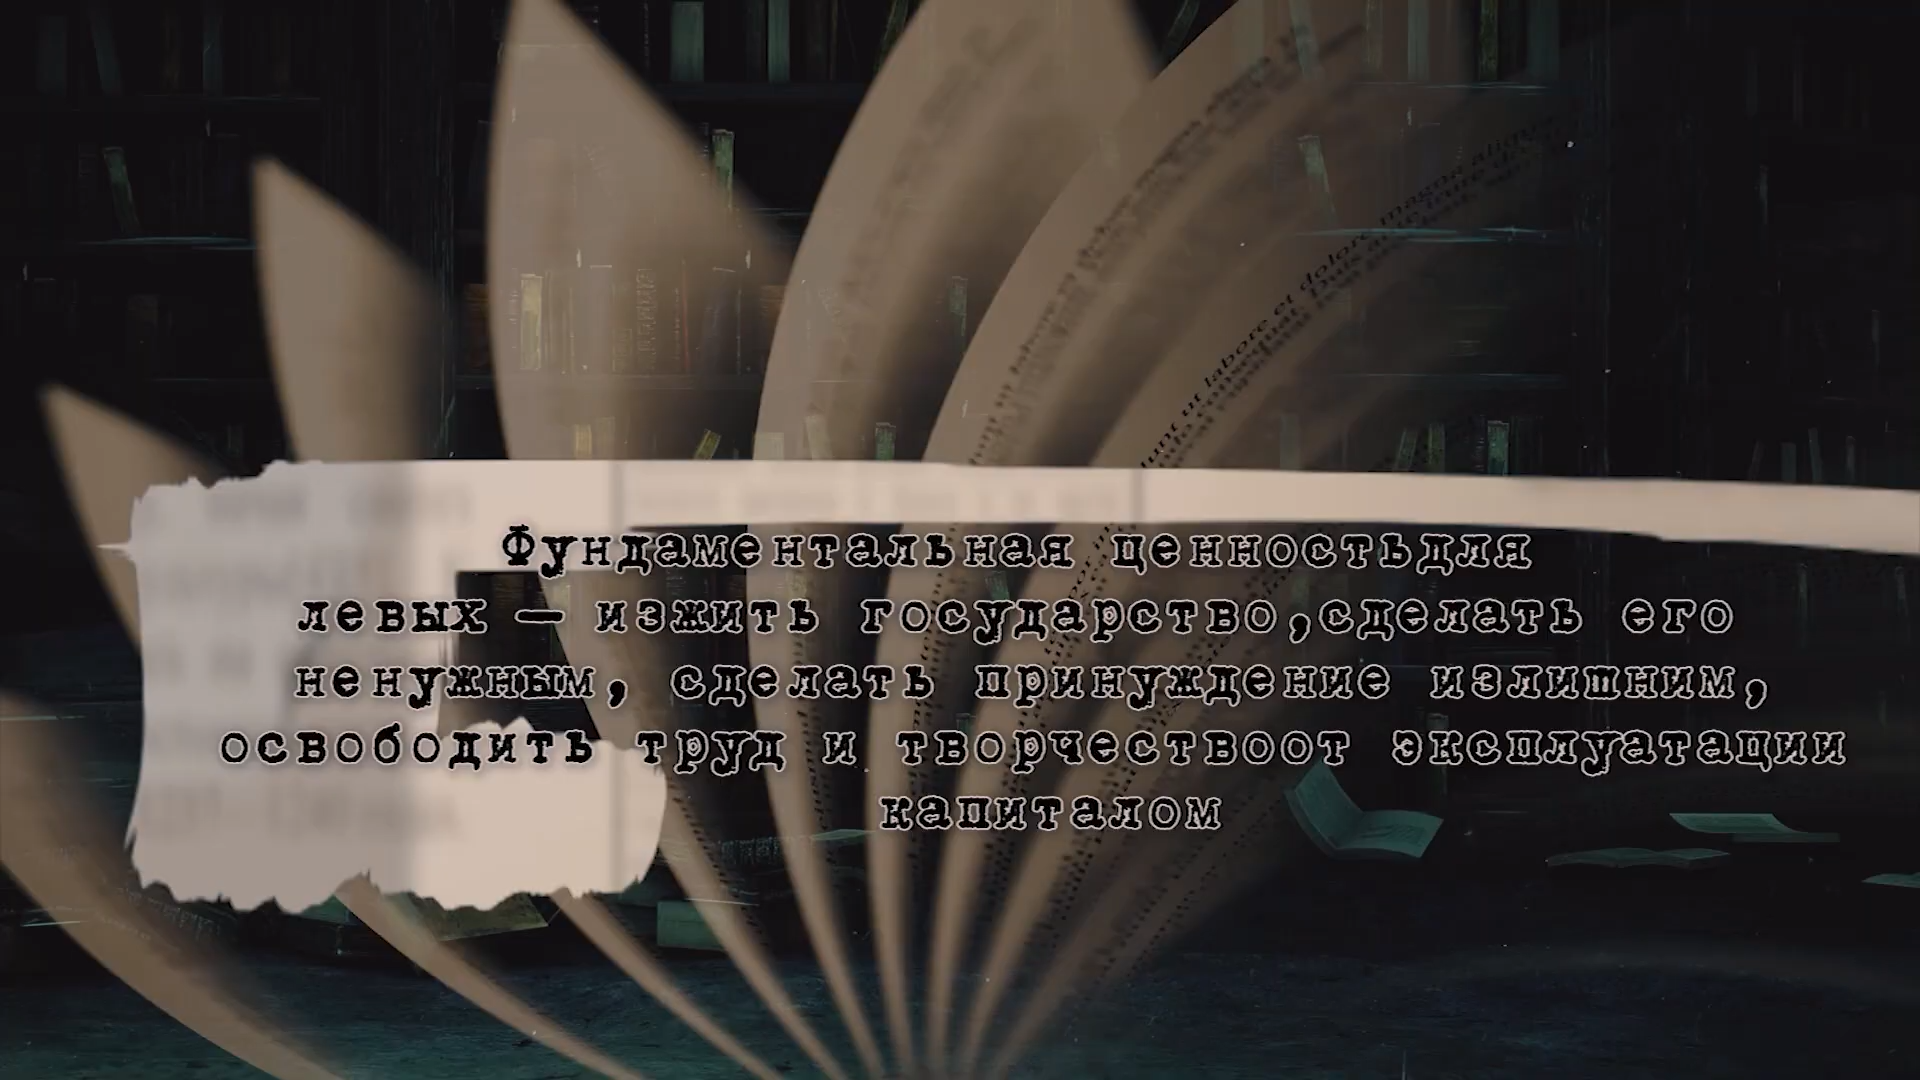 Фундаментальная ценностьдля
левых — изжить государство,сделать его
ненужным, сделать принуждение излишним,
освободить труд и творчествоот эксплуатации
капиталом